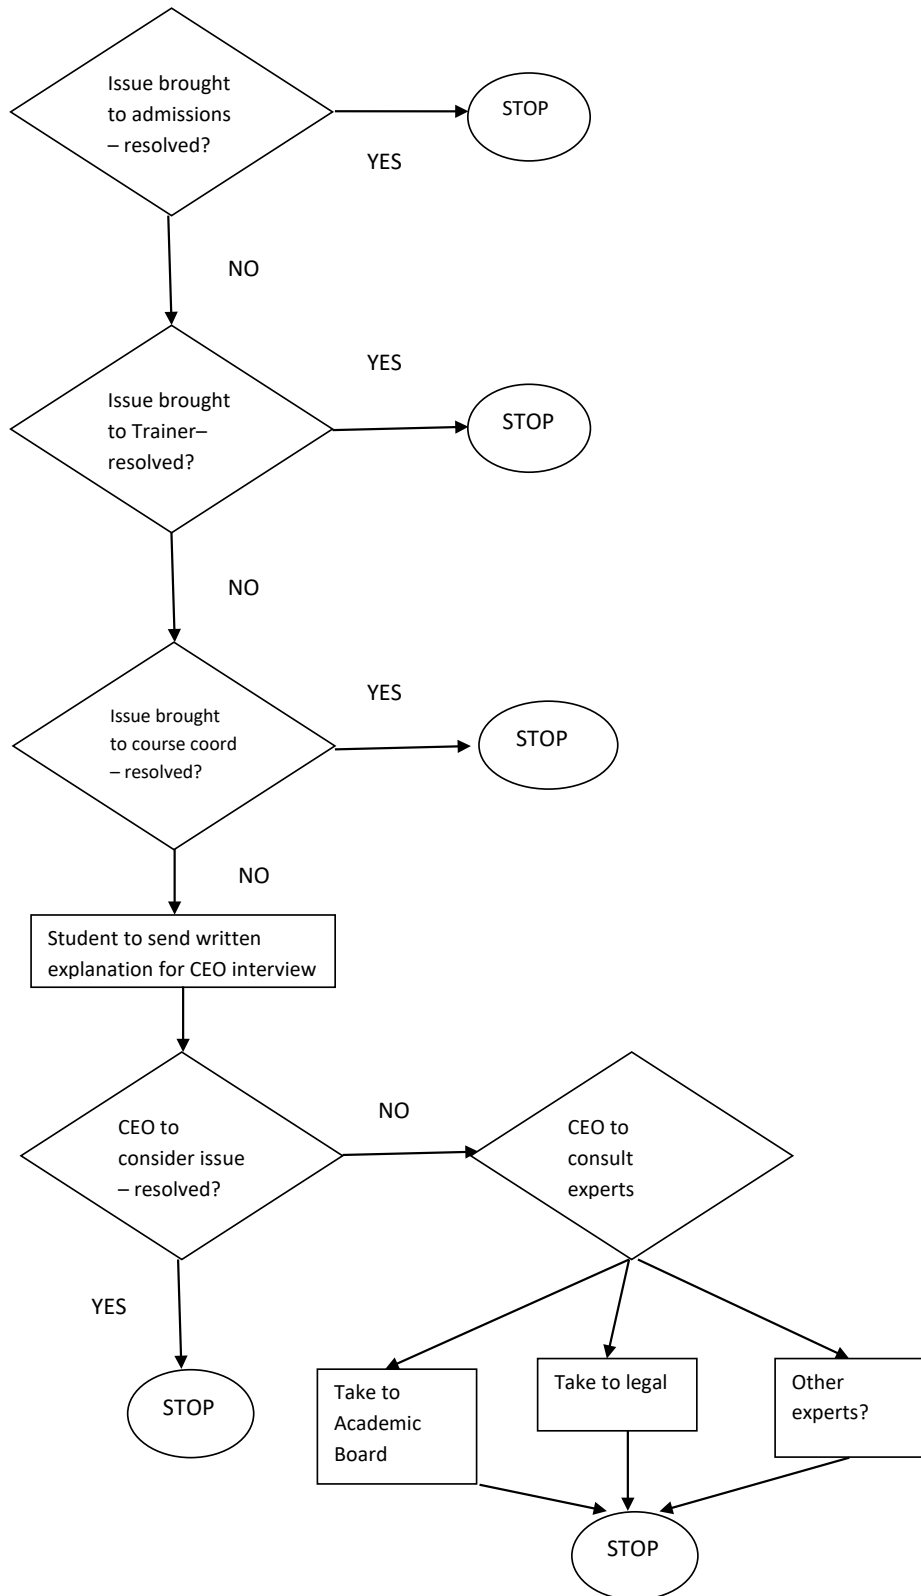 Issue brought
to admissions
– resolved?
STOP
YES
NO
YES
Issue brought
to Trainer–
resolved?
STOP
NO
YES
Issue brought
to course coord
– resolved?
STOP
NO
Student to send written
explanation for CEO interview
NO
CEO to
consider issue
– resolved?
CEO to
consult
experts
YES
STOP
Take to
Academic
Board
Take to legal
Other
experts?
STOP